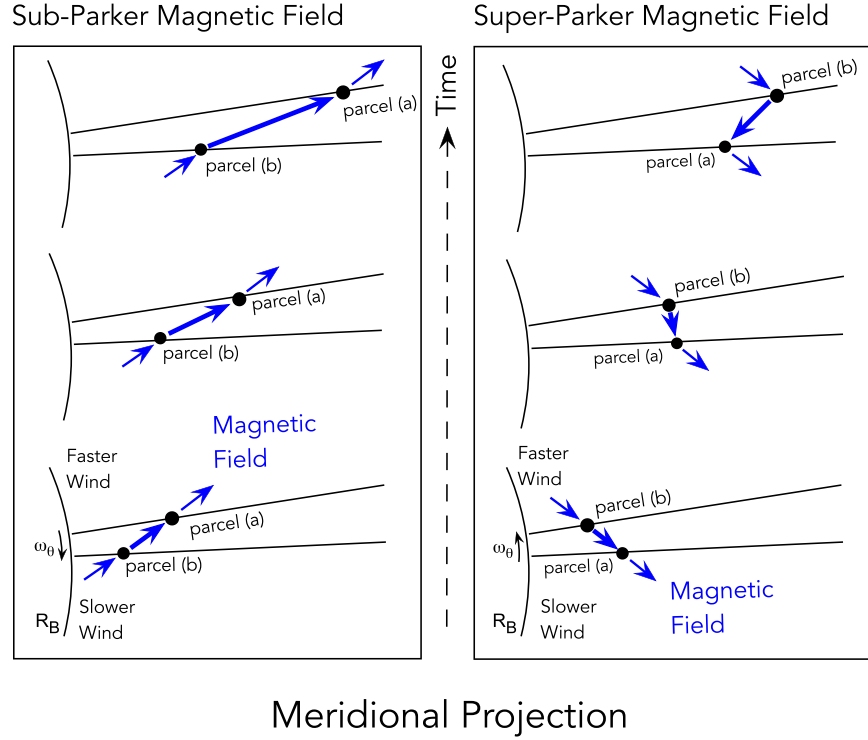 Sub-Parker Magnetic Field
Super-Parker Magnetic Field
Time
parcel (a)
parcel (b)
parcel (b)
parcel (a)
parcel (a)
parcel (b)
parcel (b)
parcel (a)
Magnetic
Field
Faster
Wind
parcel (a)
parcel (b)
ωθ
Slower
Wind
RB
Faster
Wind
parcel (b)
parcel (a)
ωθ
Slower
Wind
RB
Magnetic
Field
Meridional Projection